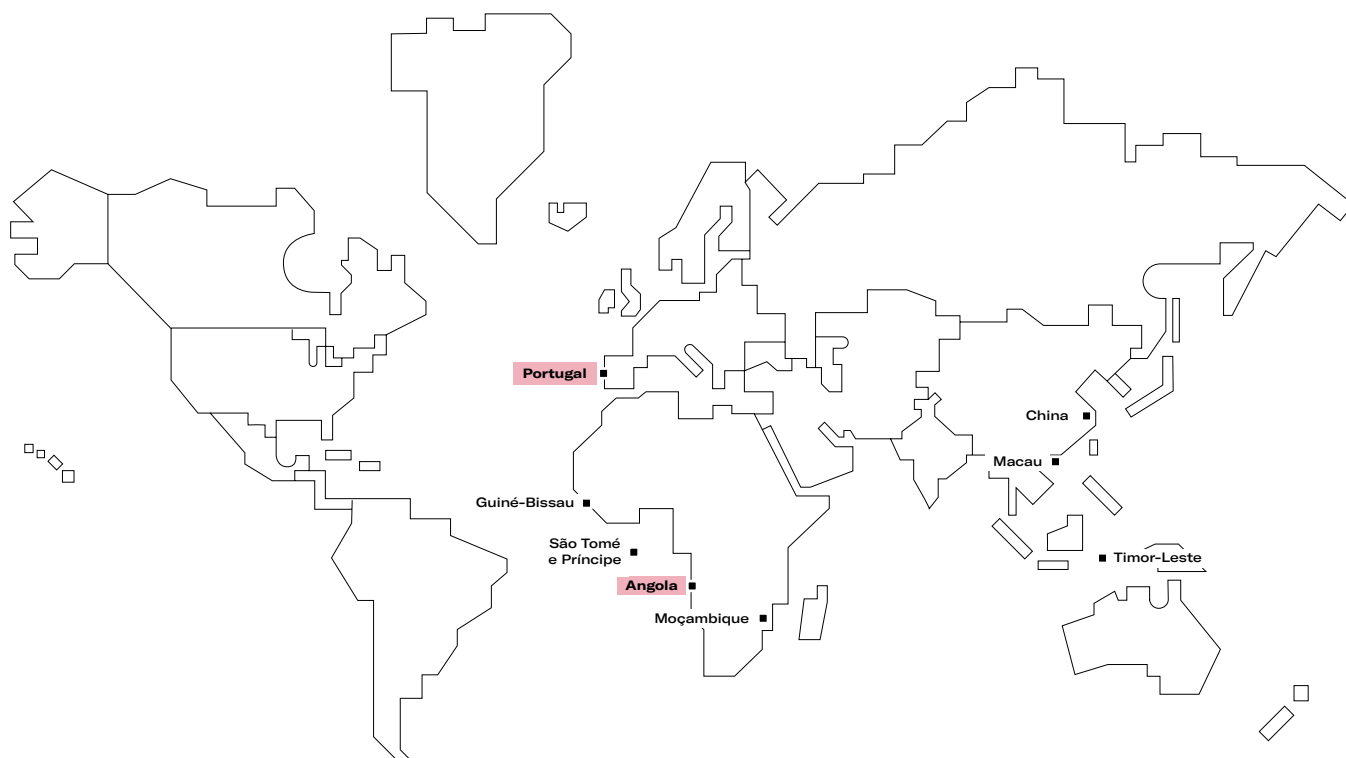 Portugal
China
Macau
Guiné-Bissau
São Tomé
e Príncipe
Timor-Leste
Angola
Moçambique